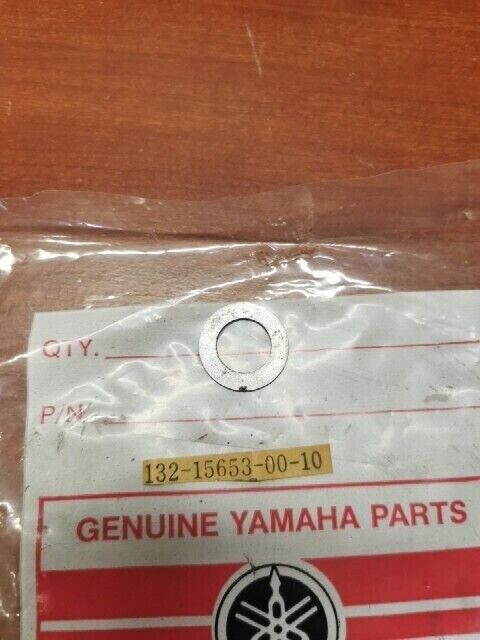 QTY.
P/N
132-15653-00-10
GENUINE YAMAHA PARTS